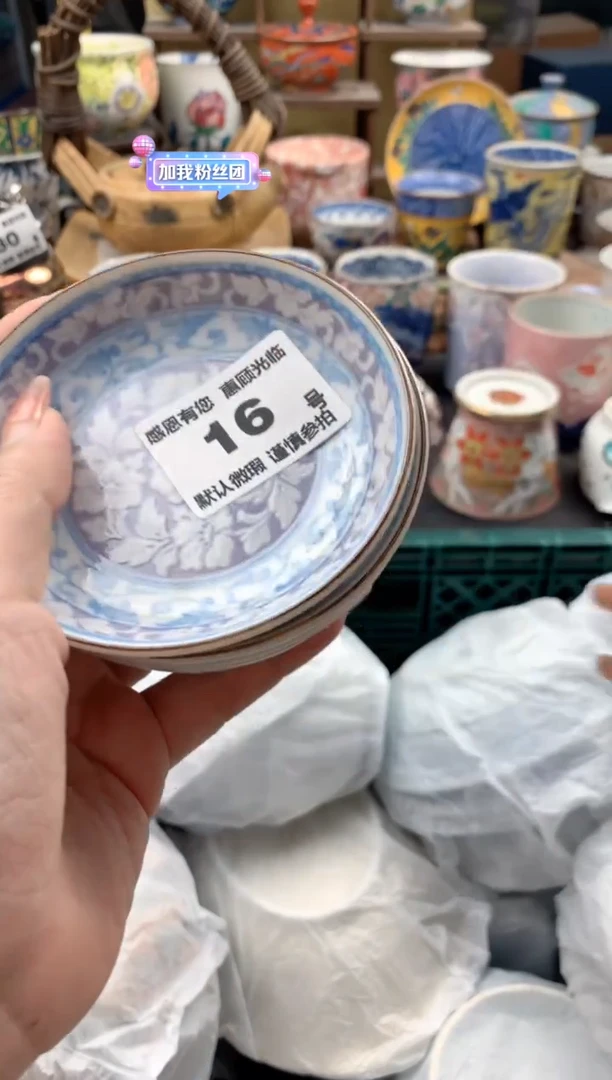 加我粉丝团
30
感恩有您 惠顾光临
16 号
默认微瑕 谨慎参拍